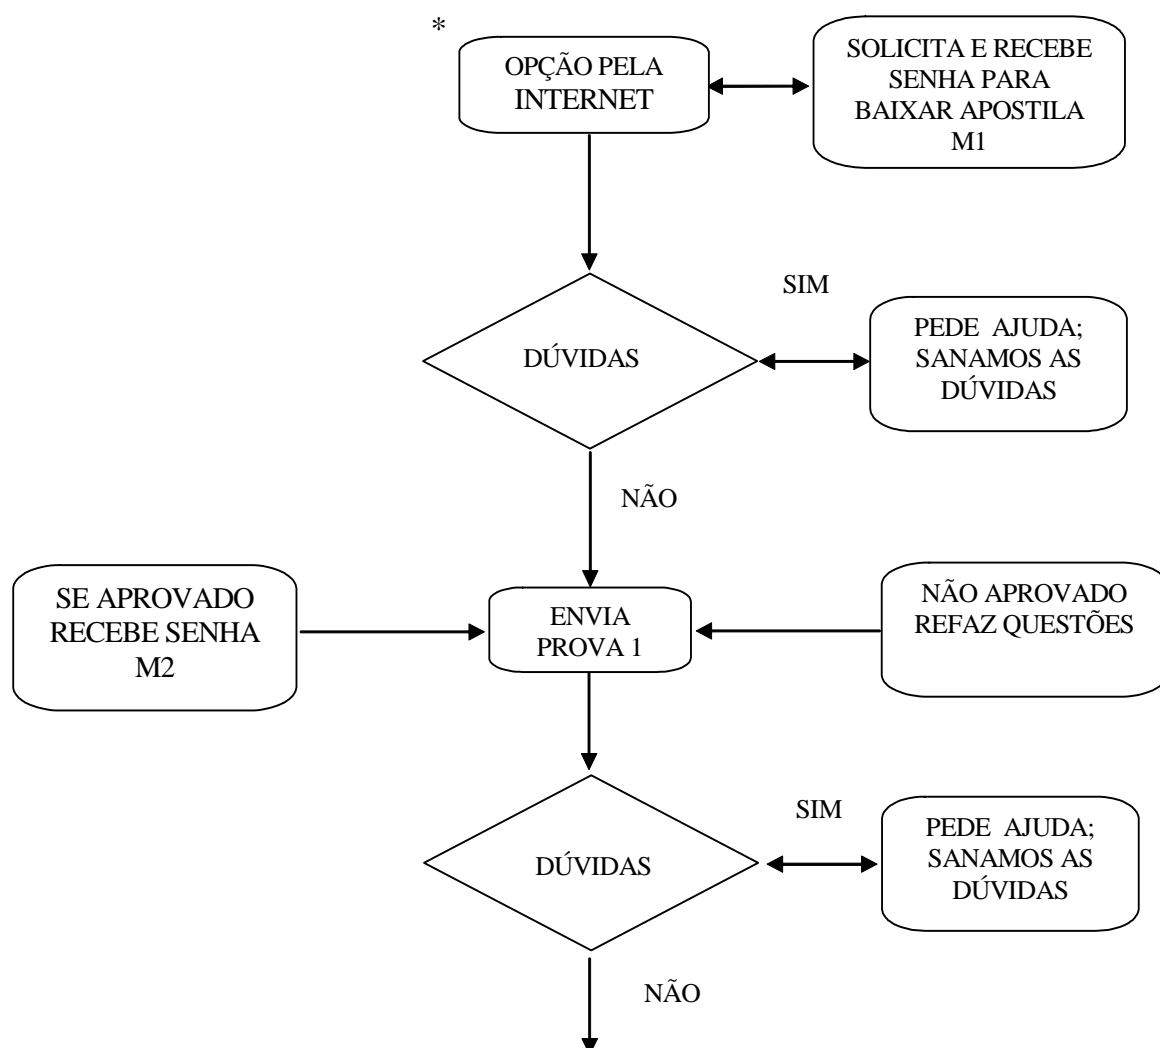 *
OPÇÃO PELA
INTERNET
SOLICITA E RECEBE
SENHA PARA
BAIXAR APOSTILA
M1
DÚVIDAS
SIM
PEDE AJUDA;
SANAMOS AS
DÚVIDAS
NÃO
SE APROVADO
RECEBE SENHA
M2
ENVIA
PROVA 1
NÃO APROVADO
REFAZ QUESTÕES
DÚVIDAS
SIM
PEDE AJUDA;
SANAMOS AS
DÚVIDAS
NÃO